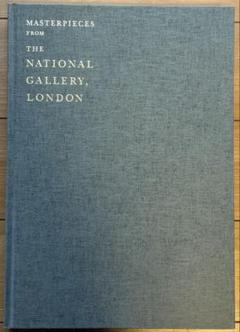 MASTERPIECES
FROM
THE
NATIONAL
GALLERY,
LONDON